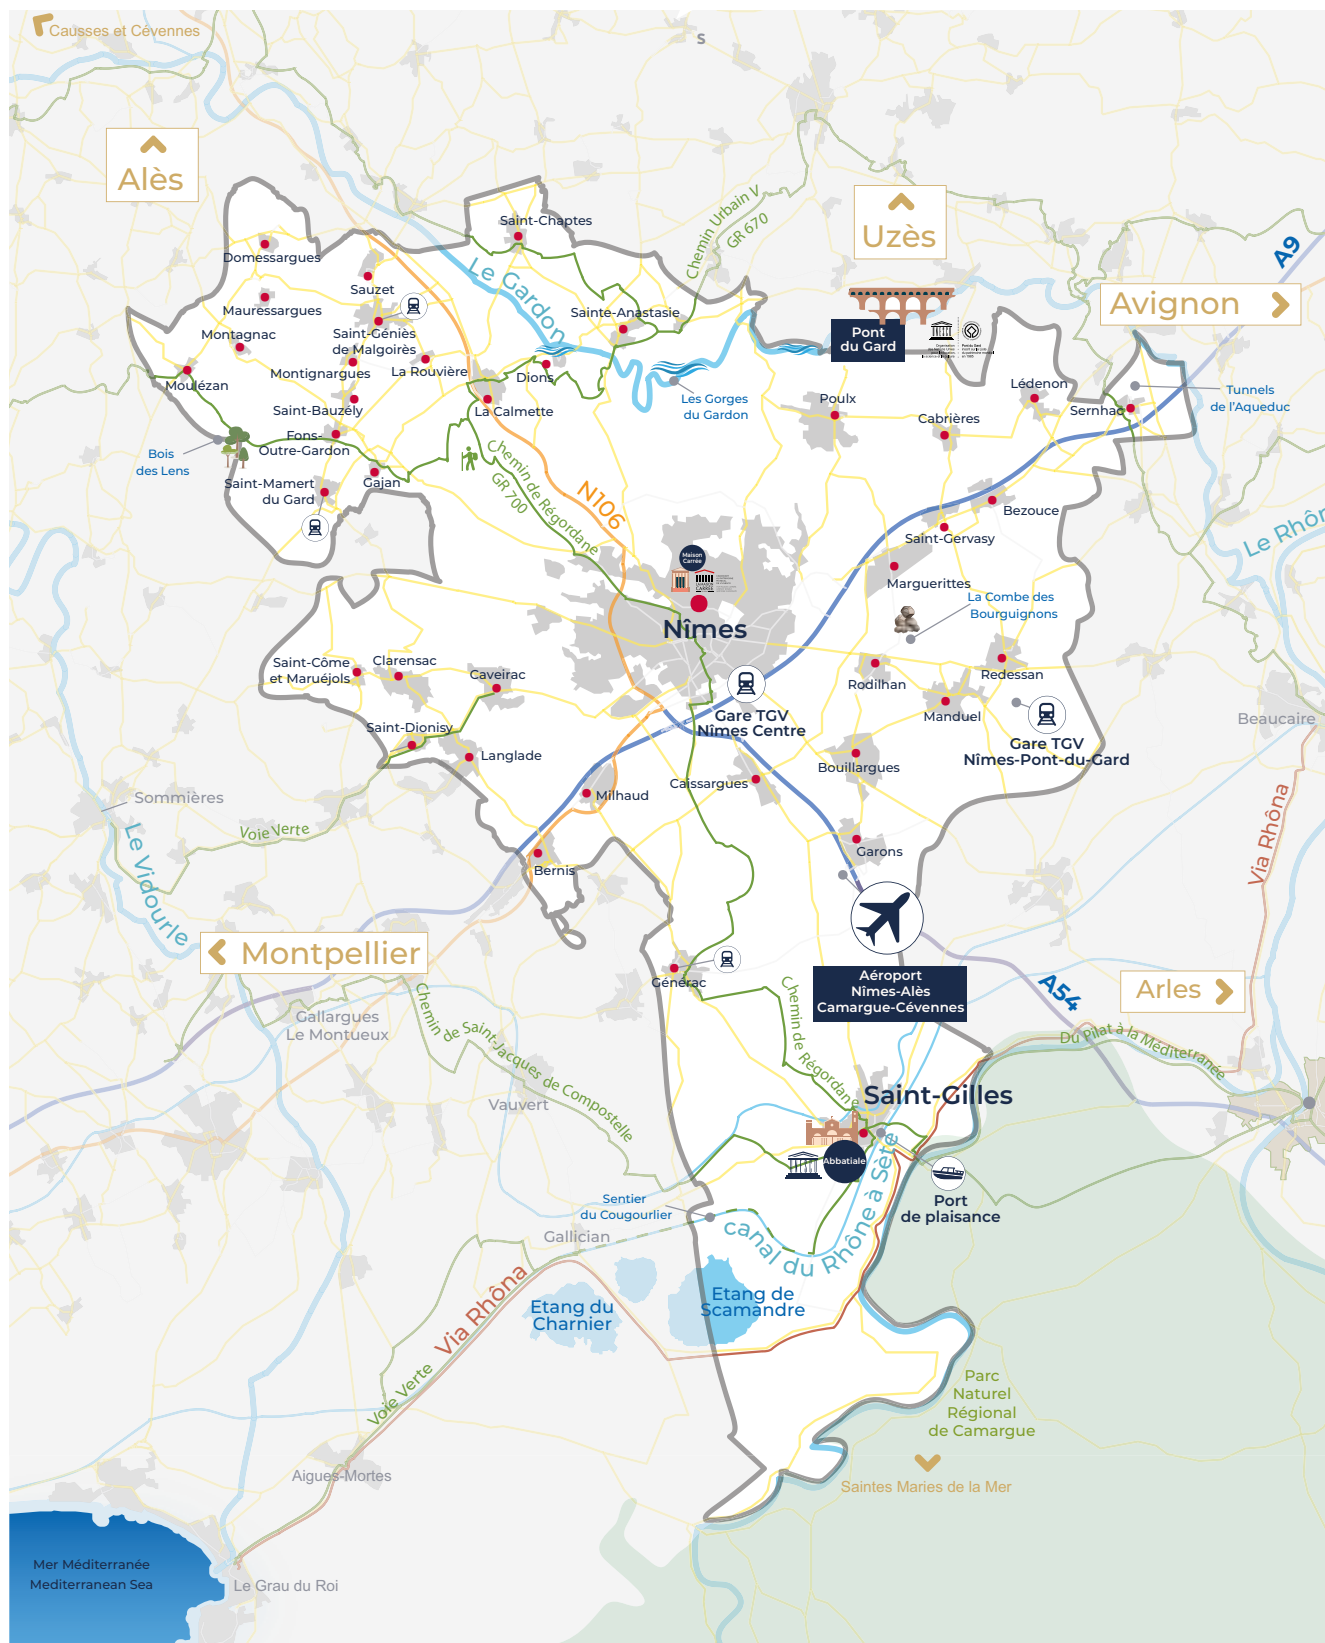 Causses et Cévennes
S
Alès
Chemin Urbain V
GR 670
Uzès
A9
Avignon
Saint-Chaptes
Domessargues
Le Gardon
Sauzet
Sainte-Anastasie
Mauressargues
Montagnac
Saint-Géniès
de Malgoirès
Pont
du Gard
Montignargues
La Rouvière
Dions
Moulézan
Les Gorges
du Gardon
Poulx
Lédenon
Tunnels
de l'Aqueduc
Sernhac
Cabrières
Saint-Bauzély
La Calmette
Fons-
Outre-Gardon
Bois
des Lens
Saint-Mamert
du Gard
Gajan
Chemin de Régordane
GR 700
N106
Bezouce
Saint-Gervasy
Le Rhôn
Maison
Carrée
Marguerittes
La Combe des
Bourguignons
Nîmes
Saint-Côme
et Maruéjols
Clarensac
Caveirac
Rodilhan
Redessan
Manduel
Gare TGV
Nîmes Centre
Gare TGV
Nîmes-Pont-du-Gard
Beaucaire
Saint-Dionisy
Langlade
Bouillargues
Caissargues
Milhaud
Sommières
Voie Verte
Le Vidourle
Via Rhôna
Garons
Bernis
Montpellier
Générac
Aéroport
Nîmes-Alès
Camargue-Cévennes
A54
Arles
Gallargues
Le Montueux
Chemin de Saint-Jacques de Compostelle
Chemin de Régordane
Du Pilat à la Méditerranée
Vauvert
Saint-Gilles
Abbatiale
Port
de plaisance
Sentier
du Cougourlier
Gallician
canal du Rhône à Sète
Etang de
Scamandre
Etang du
Charnier
Via Rhôna
Voie Verte
Parc
Naturel
Régional
de Camargue
Aigues-Mortes
Saintes Maries de la Mer
Mer Méditerranée
Mediterranean Sea
Le Grau du Roi